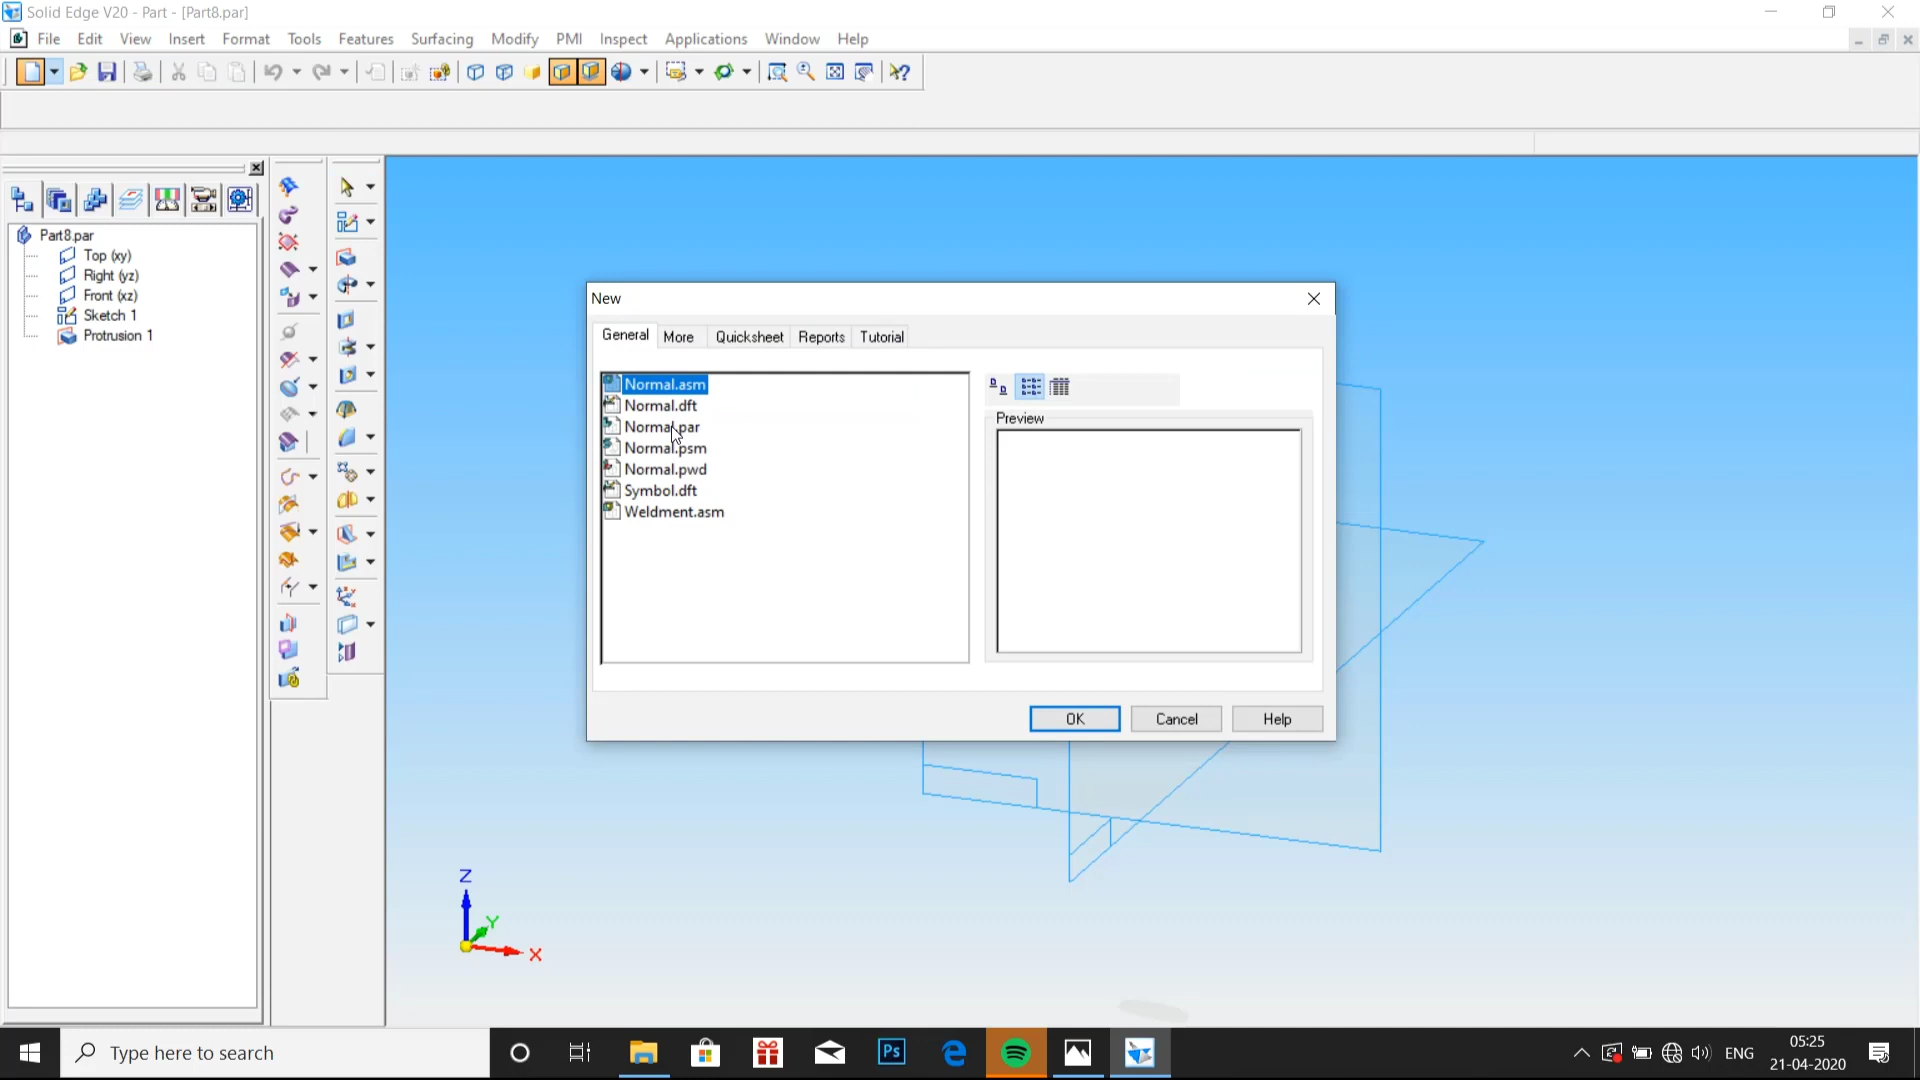 Solid Edge V20 - Part - [Part8.par]
File Edit View Insert Format Tools Features Surfacing Modify PMI Inspect Applications Window Help
Part8.par
Top (xy)
Right (yz)
Front (xz)
Sketch 1
Protrusion 1
New
General More Quicksheet Reports Tutorial
Normal.asm
Normal.dft
Normal.par
Normal.psm
Normal.pwd
Symbol.dft
Weldment.asm
Preview
OK Cancel Help
Z
Y
X
Type here to search
Ps
ENG
05:25
21-04-2020